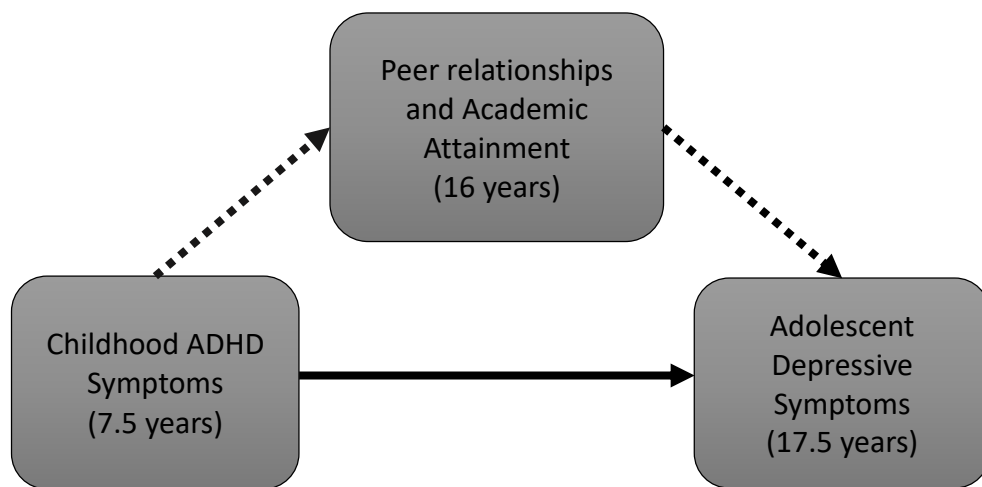 Peer relationships
and Academic
Attainment
(16 years)
Childhood ADHD
Symptoms
(7.5 years)
Adolescent
Depressive
Symptoms
(17.5 years)